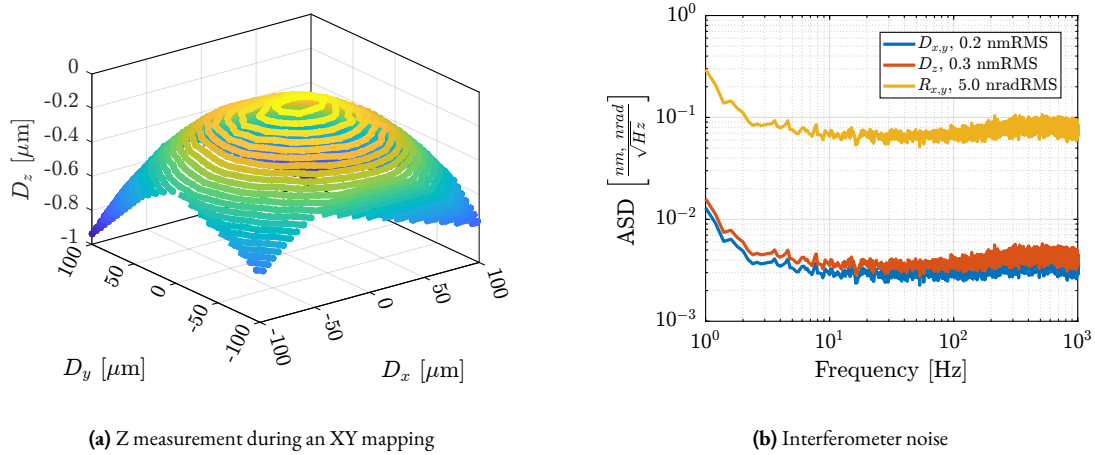 0
-0.2
-0.4
-0.6
-0.8
-1
D_z [μm]
100
50
0
-50
-100
D_y [μm]
-100
-50
0
50
100
D_x [μm]
(a) Z measurement during an XY mapping
10^0
10^-1
10^-2
10^-3
ASD [nm, nrad / √Hz]
D_{x,y}, 0.2 nmRMS
D_z, 0.3 nmRMS
R_{x,y}, 5.0 nradRMS
10^0 10^1 10^2 10^3
Frequency [Hz]
(b) Interferometer noise